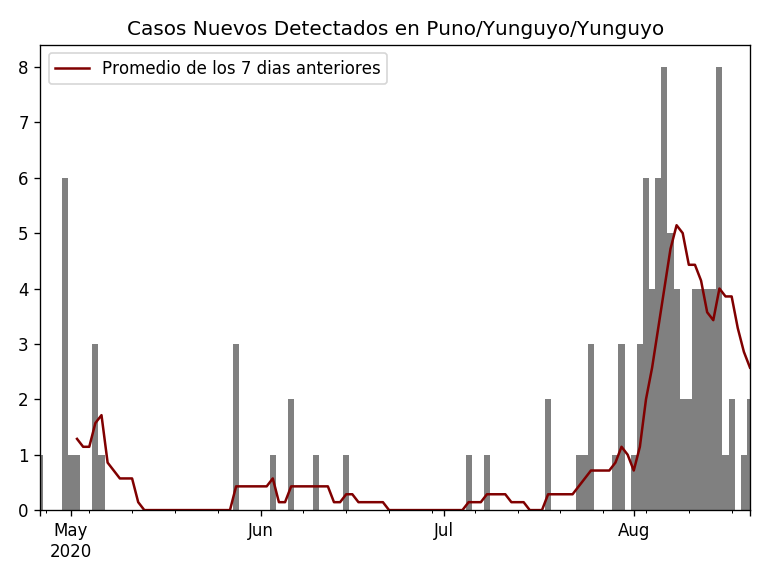 Casos Nuevos Detectados en Puno/Yunguyo/Yunguyo
Promedio de los 7 dias anteriores
8
7
6
5
4
3
2
1
0
May
2020
Jun
Jul
Aug